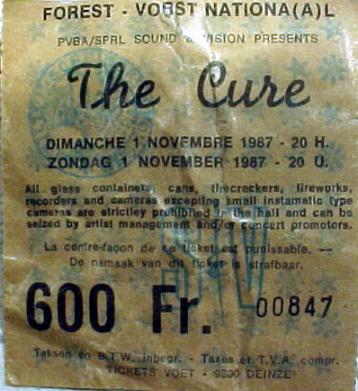 FOREST - VORST NATIONA(A)L
PVBA/SPRL SOUND & VISION PRESENTS
The Cure
DIMANCHE 1 NOVEMBRE 1987 - 20 H.
ZONDAG 1 NOVEMBER 1987 - 20 U.
All glass containers, cans, firecrackers, fireworks,
recorders and cameras excepting small instamatic type
cameras are strictley prohibited in the hall and can be
seized by artist management and/or concert promotors.
La contre-façon de ce ticket est punissable. —
De namaak van dit ticket is strafbaar.
600 Fr. 00847
Taksen en B.T.W. inbegr. - Taxes et T.V.A. compr.
TICKETS VOET - 9800 DEINZE